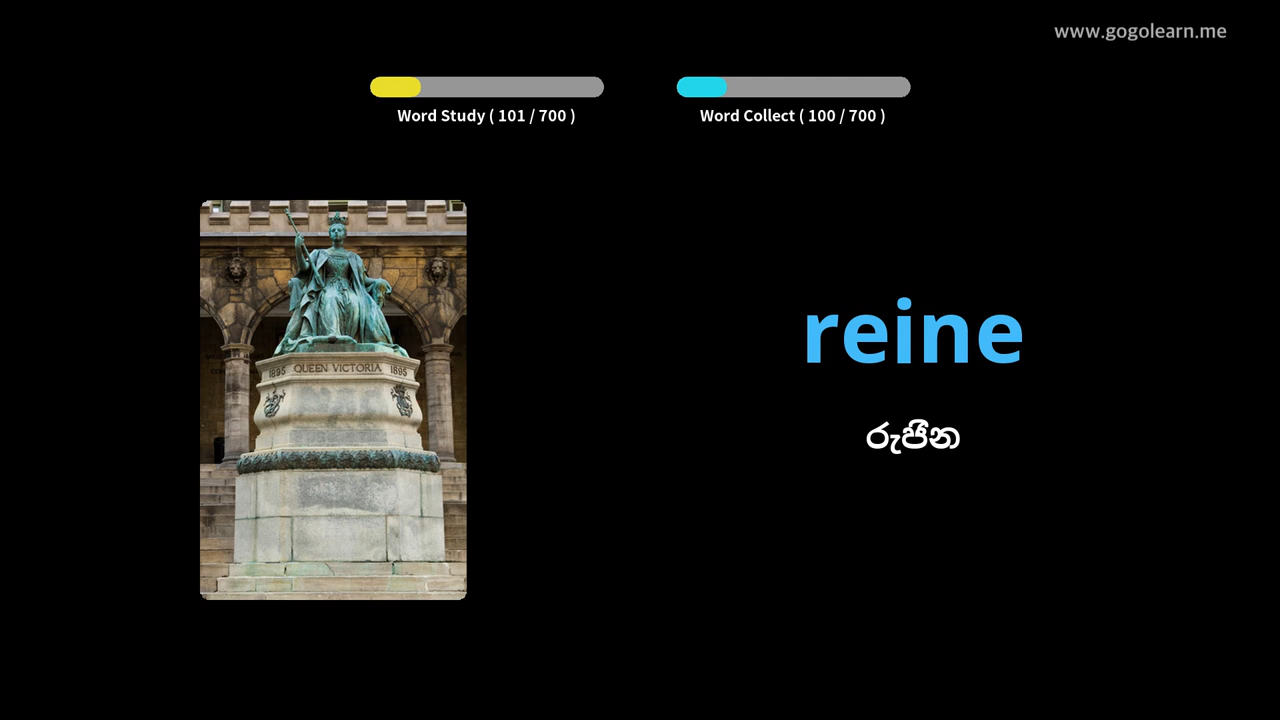 www.gogolearn.me
Word Study ( 101 / 700 )
Word Collect ( 100 / 700 )
1895 QUEEN VICTORIA 1895
reine
රුජින